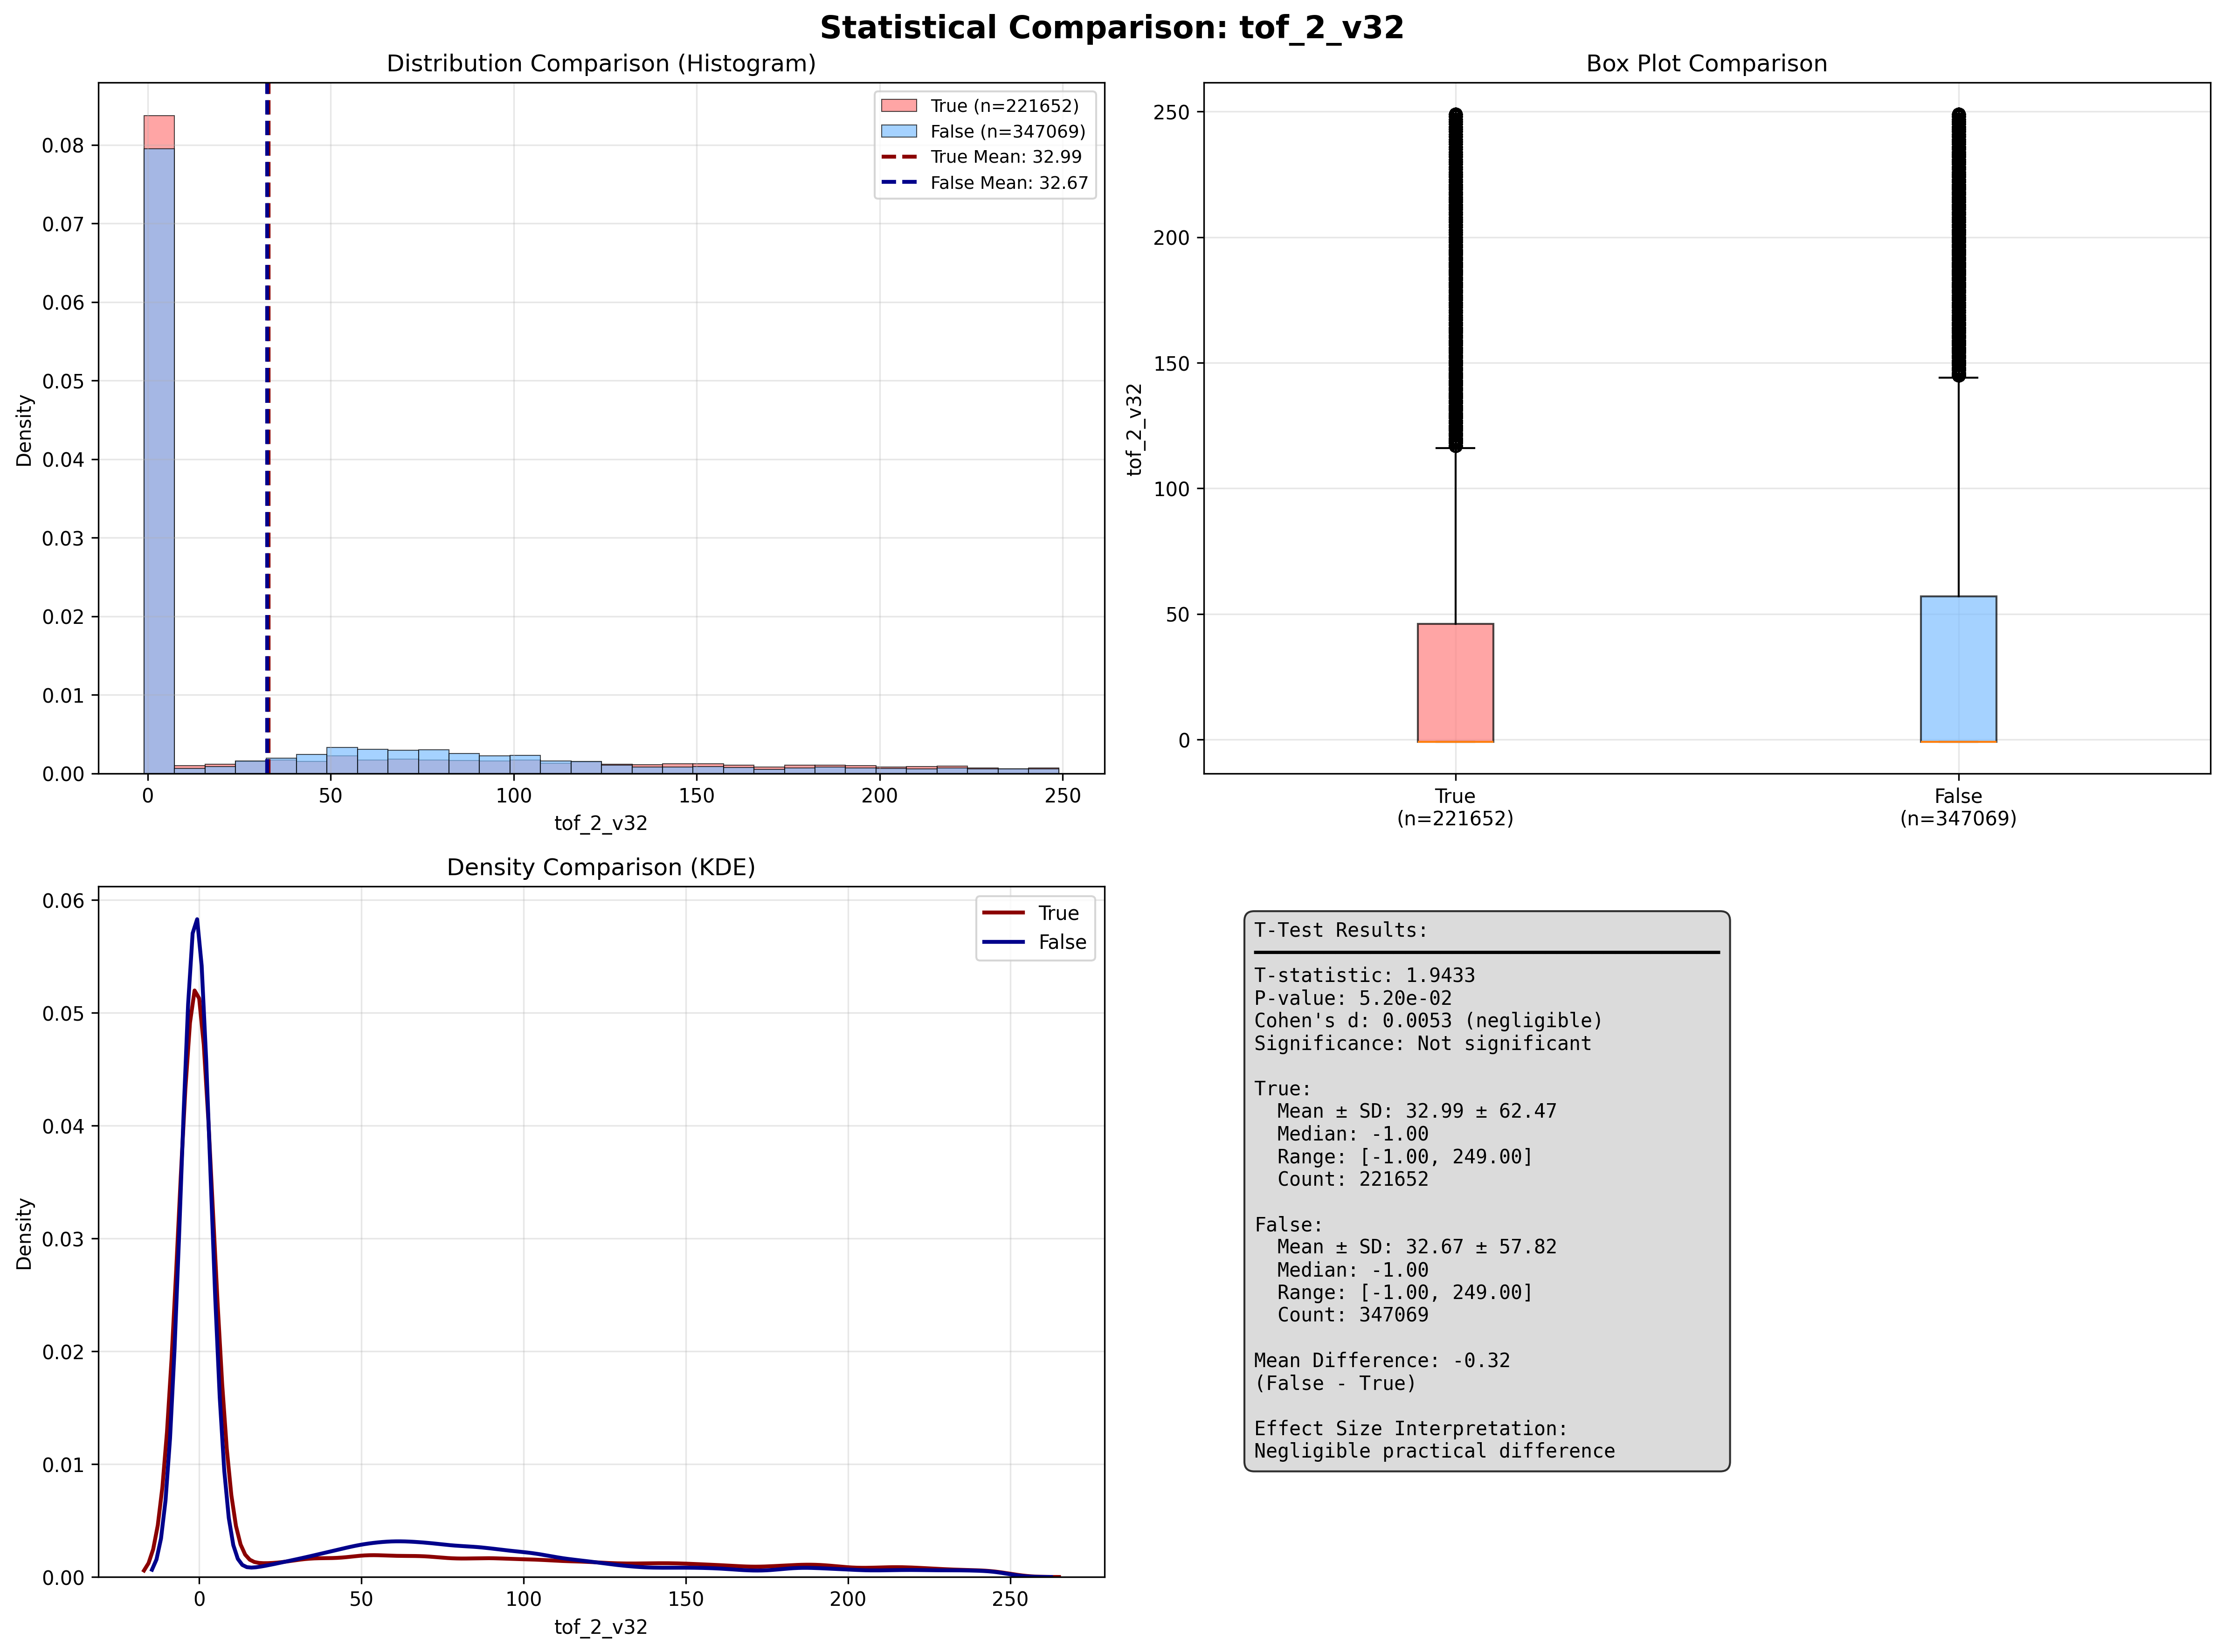 Statistical Comparison: tof_2_v32
Distribution Comparison (Histogram)
Density
0.08
0.07
0.06
0.05
0.04
0.03
0.02
0.01
0.00
True (n=221652)
False (n=347069)
True Mean: 32.99
False Mean: 32.67
0 50 100 150 200 250
tof_2_v32
Box Plot Comparison
tof_2_v32
250
200
150
100
50
0
True
(n=221652)
False
(n=347069)
Density Comparison (KDE)
Density
0.06
0.05
0.04
0.03
0.02
0.01
0.00
True
False
0 50 100 150 200 250
tof_2_v32
T-Test Results:
T-statistic: 1.9433
P-value: 5.20e-02
Cohen's d: 0.0053 (negligible)
Significance: Not significant
True:
Mean ± SD: 32.99 ± 62.47
Median: -1.00
Range: [-1.00, 249.00]
Count: 221652
False:
Mean ± SD: 32.67 ± 57.82
Median: -1.00
Range: [-1.00, 249.00]
Count: 347069
Mean Difference: -0.32
(False - True)
Effect Size Interpretation:
Negligible practical difference